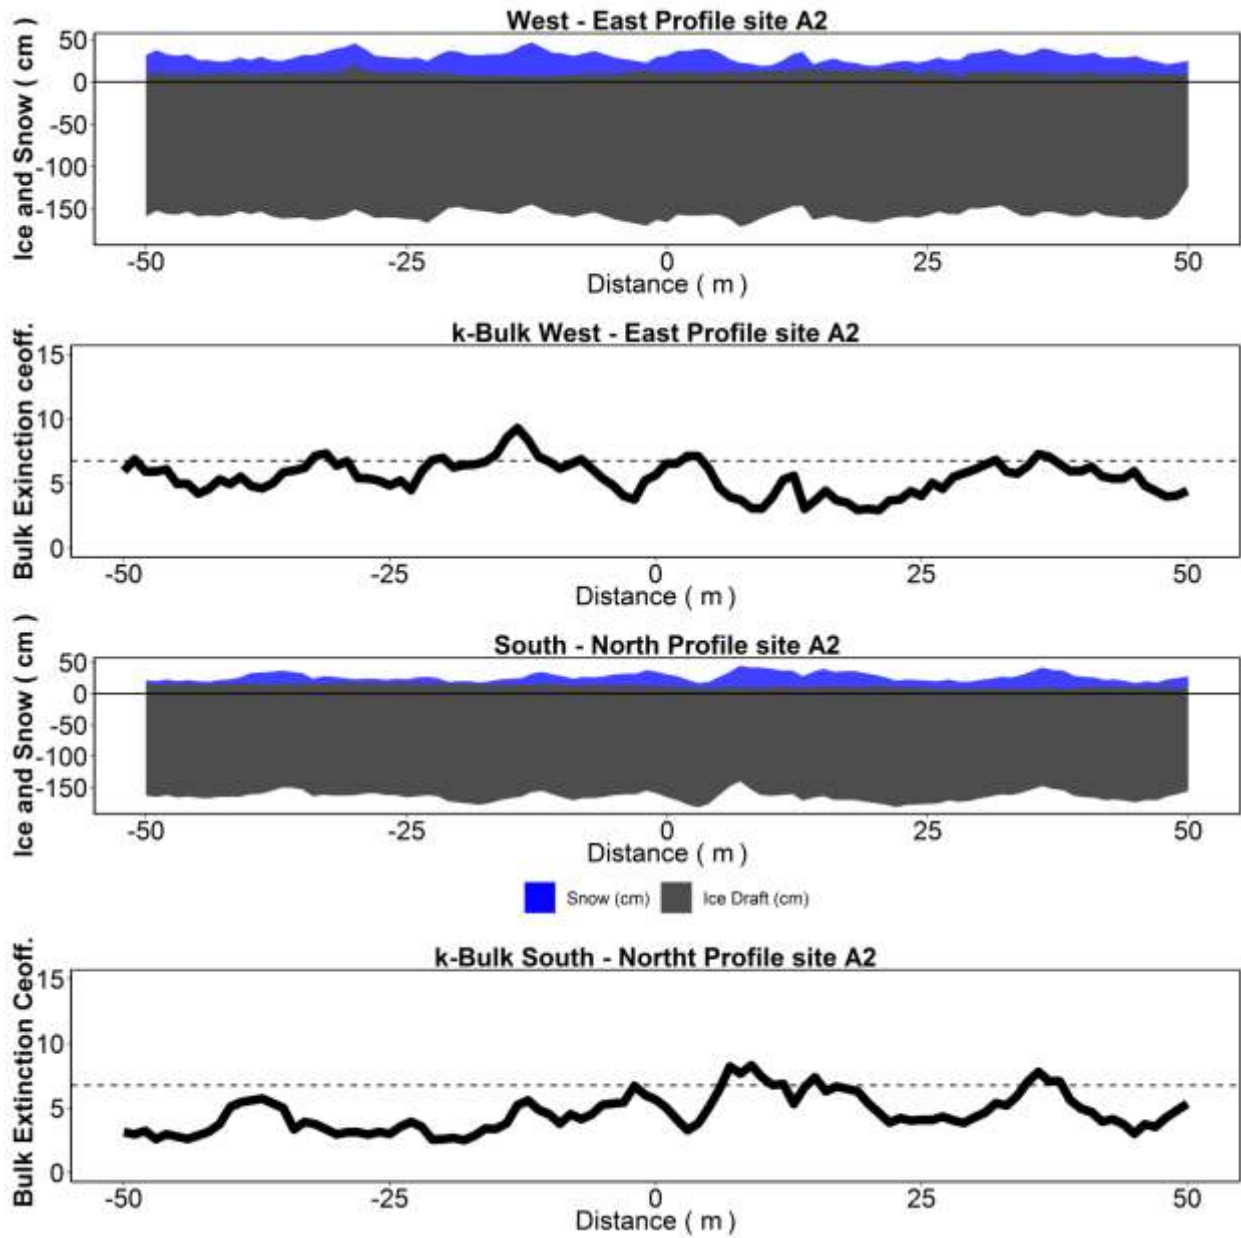 West - East Profile site A2
Ice and Snow ( cm )
50
0
-50
-100
-150
-50 -25 0 25 50
Distance ( m )
k-Bulk West - East Profile site A2
Bulk Exinction ceoff.
15
10
5
0
-50 -25 0 25 50
Distance ( m )
South - North Profile site A2
Ice and Snow ( cm )
50
0
-50
-100
-150
-50 -25 0 25 50
Distance ( m )
Snow (cm) Ice Draft (cm)
k-Bulk South - Northt Profile site A2
Bulk Extinction Ceoff.
15
10
5
0
-50 -25 0 25 50
Distance ( m )